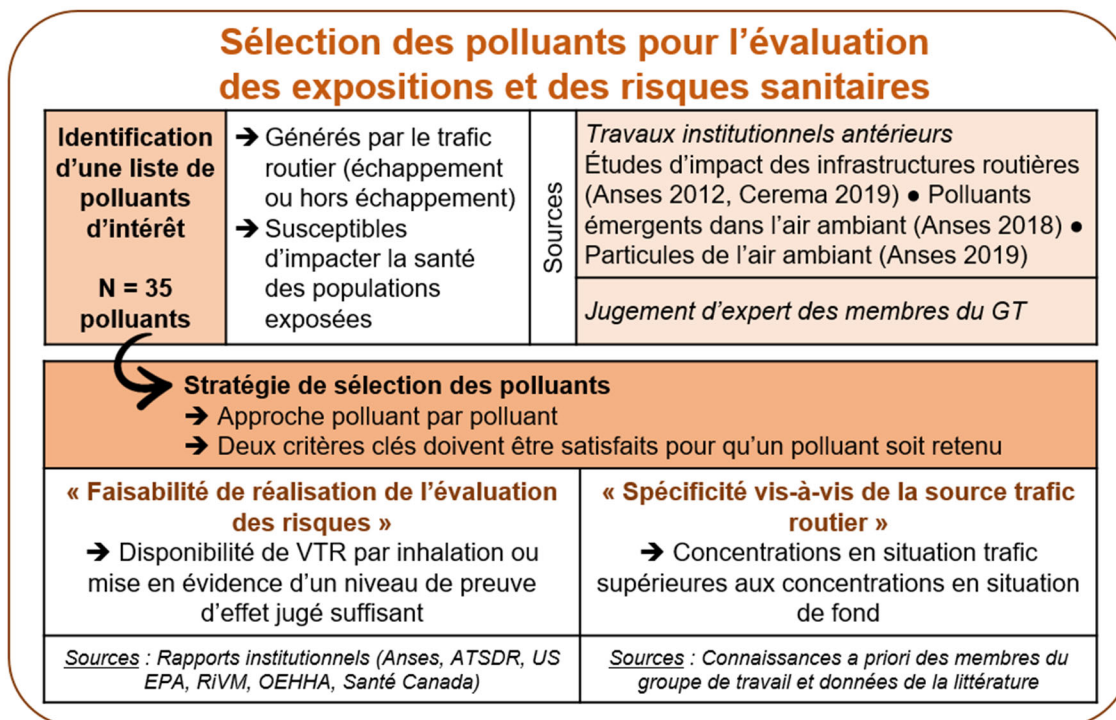 Sélection des polluants pour l’évaluation
des expositions et des risques sanitaires
Identification
d’une liste de
polluants
d’intérêt
N = 35
polluants
➔ Générés par le trafic
routier (échappement
ou hors échappement)
➔ Susceptibles
d’impacter la santé
des populations
exposées
Sources
Travaux institutionnels antérieurs
Études d’impact des infrastructures routières
(Anses 2012, Cerema 2019) ● Polluants
émergents dans l’air ambiant (Anses 2018) ●
Particules de l’air ambiant (Anses 2019)
Jugement d’expert des membres du GT
Stratégie de sélection des polluants
➔ Approche polluant par polluant
➔ Deux critères clés doivent être satisfaits pour qu’un polluant soit retenu
« Faisabilité de réalisation de l’évaluation
des risques »
➔ Disponibilité de VTR par inhalation ou
mise en évidence d’un niveau de preuve
d’effet jugé suffisant
Sources : Rapports institutionnels (Anses, ATSDR, US
EPA, RiVM, OEHHA, Santé Canada)
« Spécificité vis-à-vis de la source trafic
routier »
➔ Concentrations en situation trafic
supérieures aux concentrations en situation
de fond
Sources : Connaissances a priori des membres du
groupe de travail et données de la littérature